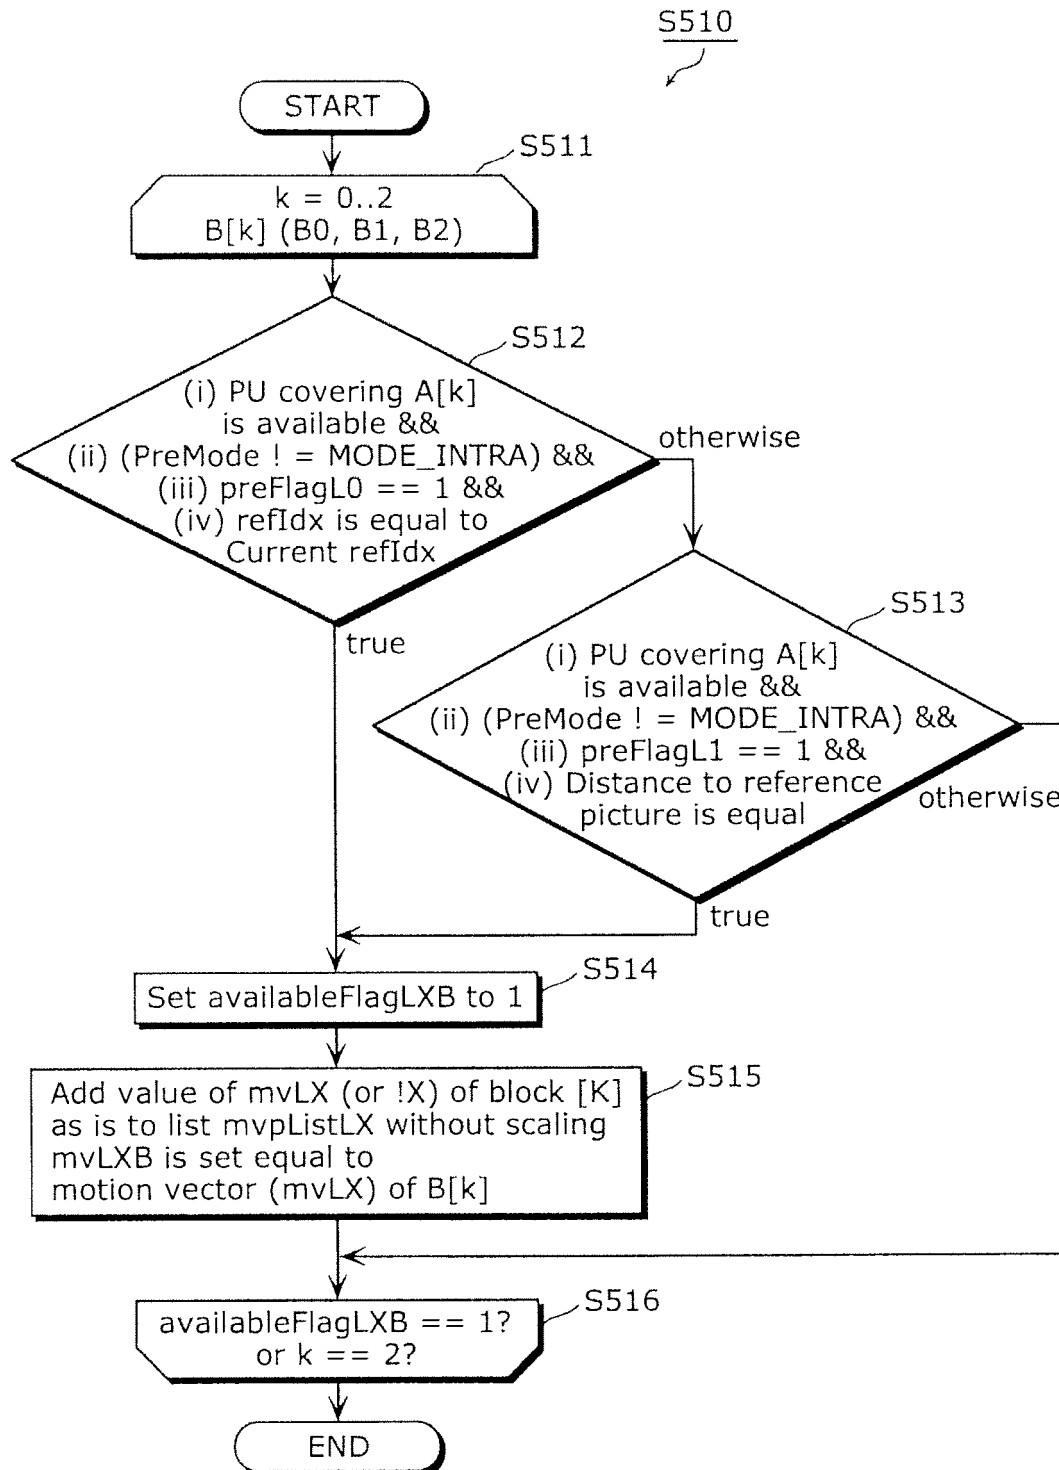 S510
START
S511
k = 0..2
B[k] (B0, B1, B2)
S512
(i) PU covering A[k]
is available &&
(ii) (PreMode ! = MODE_INTRA) &&
(iii) preFlagL0 == 1 &&
(iv) refIdx is equal to
Current refIdx
otherwise
true
S513
(i) PU covering A[k]
is available &&
(ii) (PreMode ! = MODE_INTRA) &&
(iii) preFlagL1 == 1 &&
(iv) Distance to reference
picture is equal
otherwise
true
S514
Set availableFlagLXB to 1
S515
Add value of mvLX (or !X) of block [K]
as is to list mvpListLX without scaling
mvLXB is set equal to
motion vector (mvLX) of B[k]
S516
availableFlagLXB == 1?
or k == 2?
END